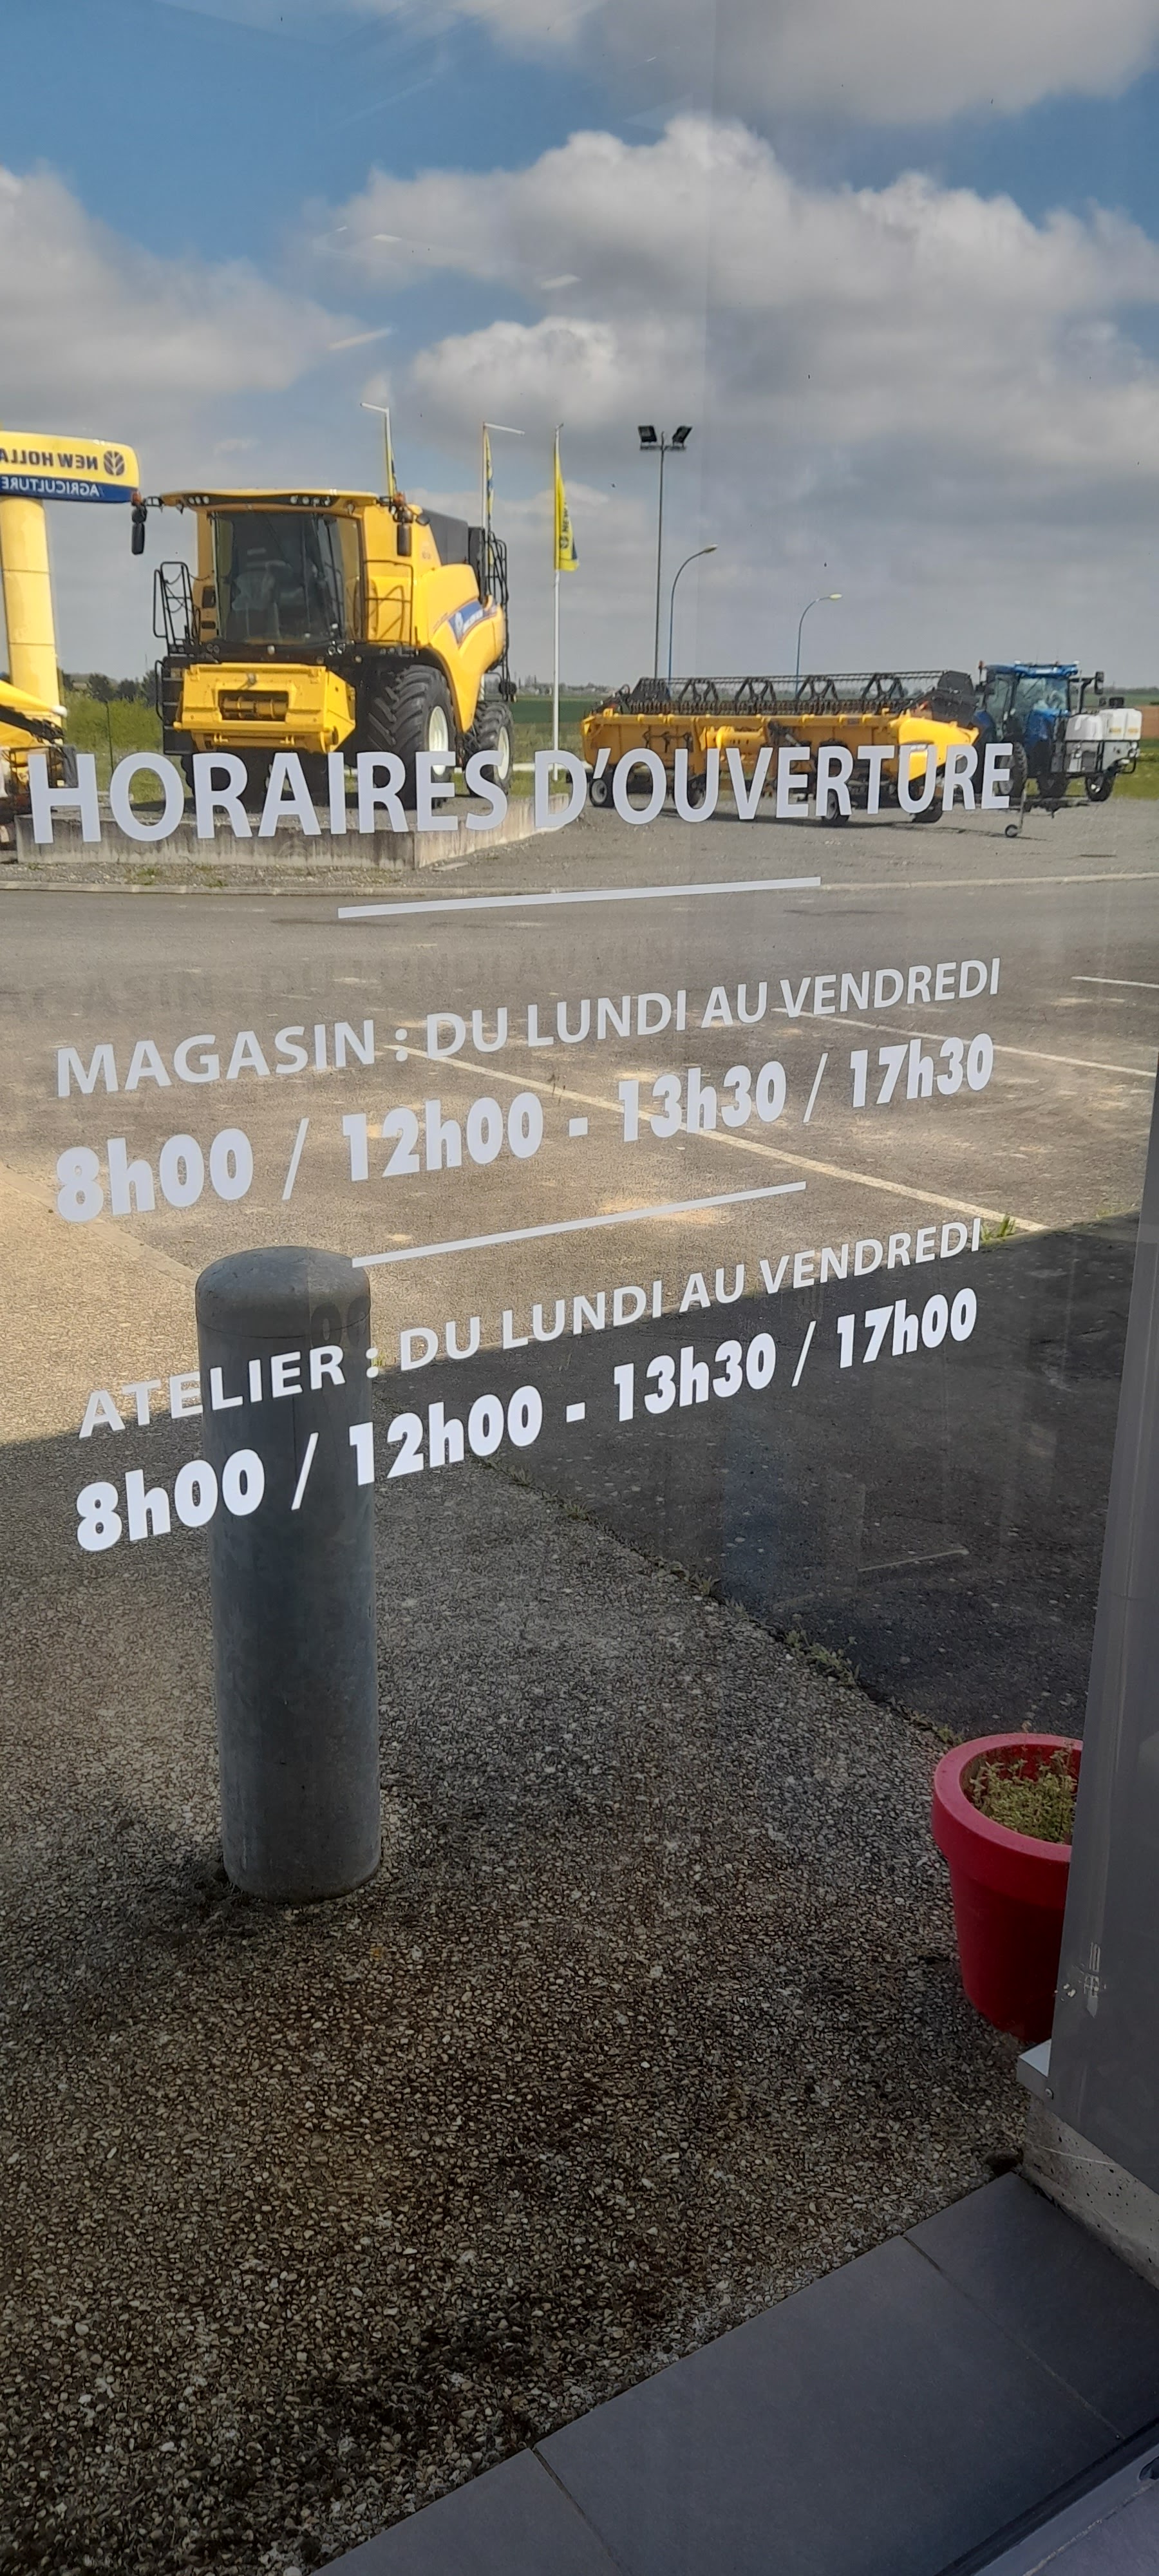 NEW HOLLA
AGRICULTURE
HORAIRES D'OUVERTURE
MAGASIN : DU LUNDI AU VENDREDI
8h00 / 12h00 - 13h30 / 17h30
ATELIER : DU LUNDI AU VENDREDI
8h00 / 12h00 - 13h30 / 17h00